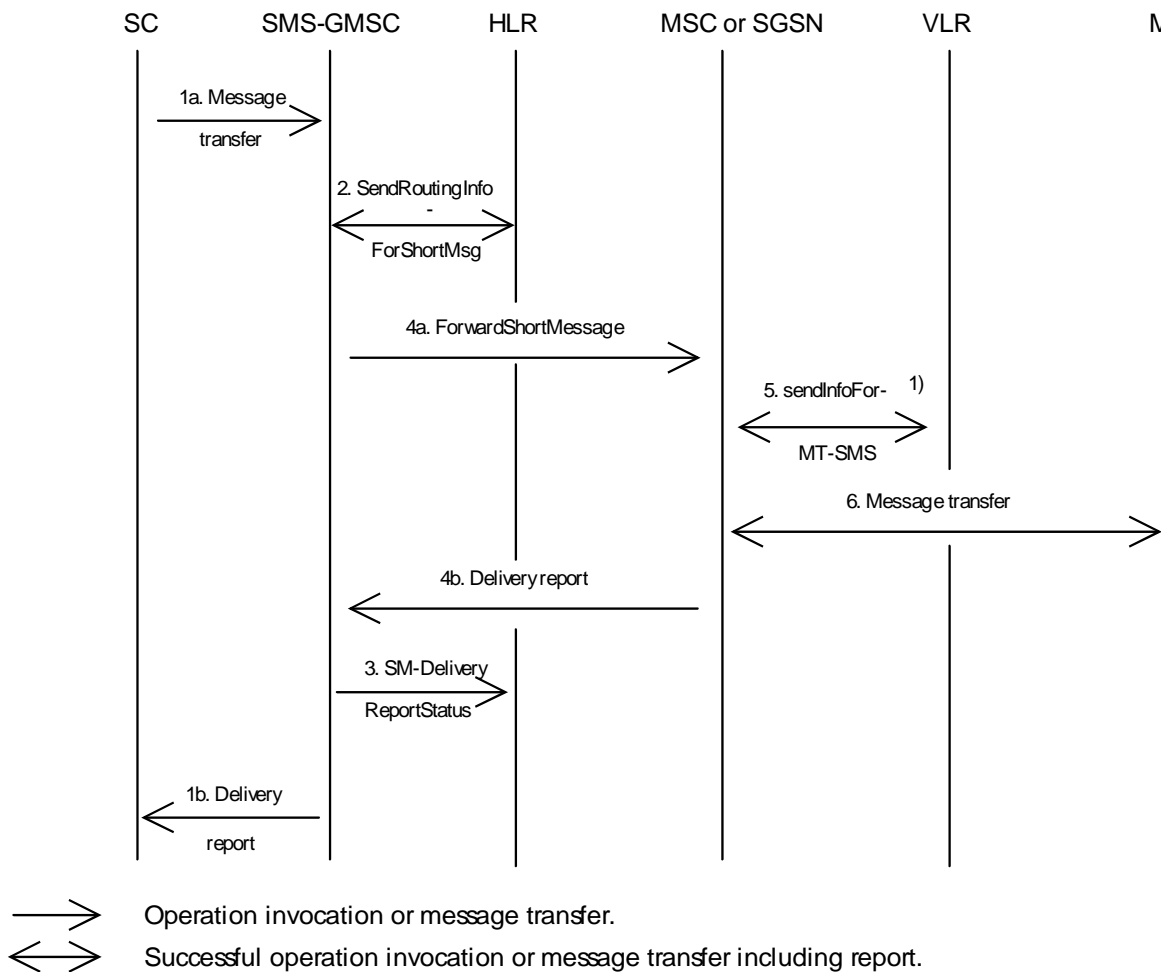 SC SMS-GMSC HLR MSC or SGSN VLR M
1a. Message
transfer
2. SendRoutingInfo
-
ForShortMsg
4a. ForwardShortMessage
5. sendInfoFor- 1)
MT-SMS
6. Message transfer
4b. Delivery report
3. SM-Delivery
ReportStatus
1b. Delivery
report
Operation invocation or message transfer.
Successful operation invocation or message transfer including report.